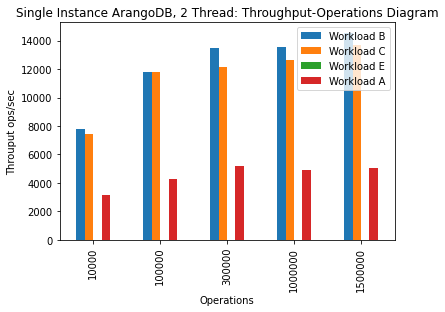 Single Instance ArangoDB, 2 Thread: Throughput-Operations Diagram
Throuput ops/sec
14000
12000
10000
8000
6000
4000
2000
0
Workload B
Workload C
Workload E
Workload A
10000
100000
300000
1000000
1500000
Operations